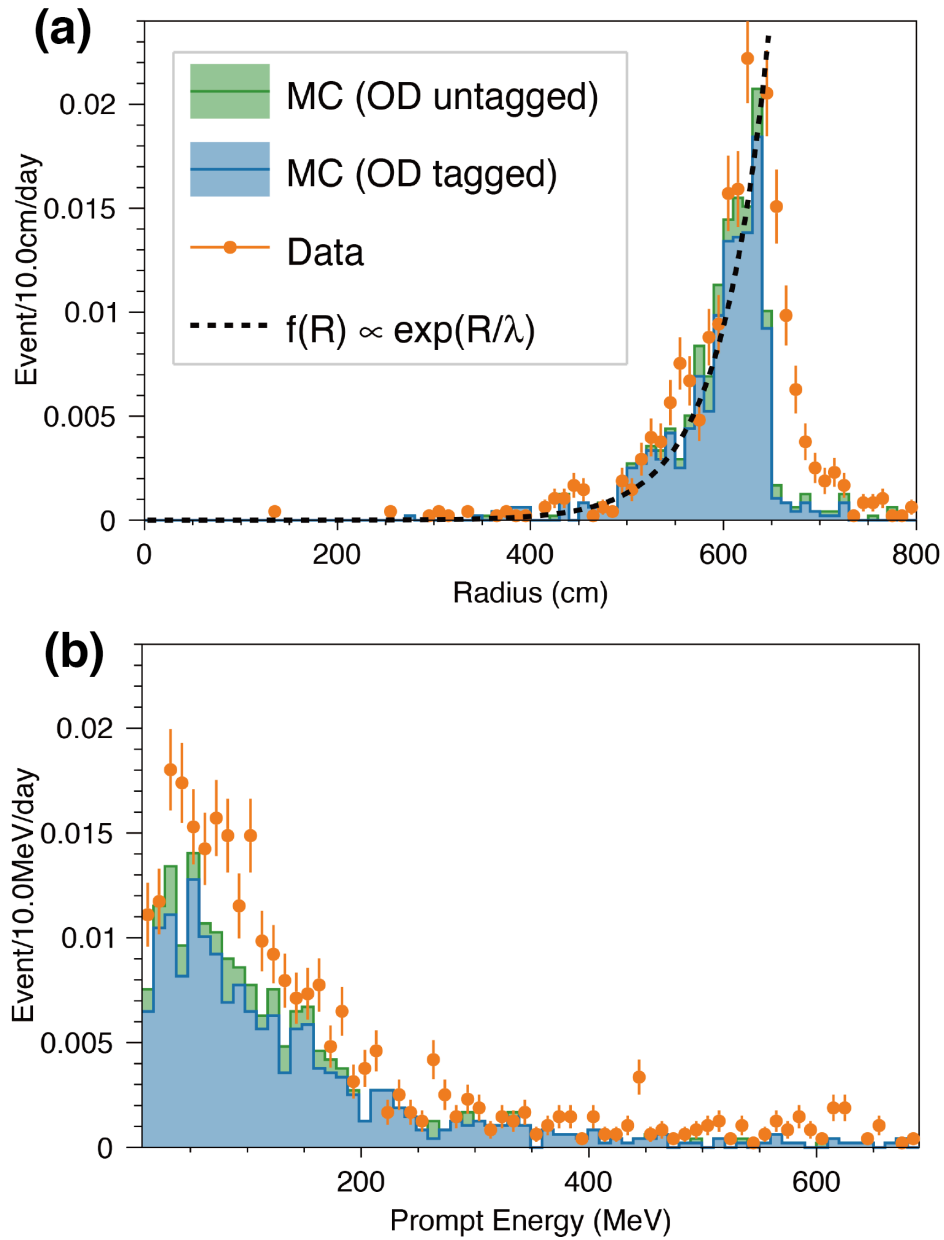 (a)
MC (OD untagged)
MC (OD tagged)
Data
f(R) ∝ exp(R/λ)
Event/10.0cm/day
0.02
0.015
0.01
0.005
0
0 200 400 600 800
Radius (cm)
(b)
Event/10.0MeV/day
0.02
0.015
0.01
0.005
0
200 400 600
Prompt Energy (MeV)